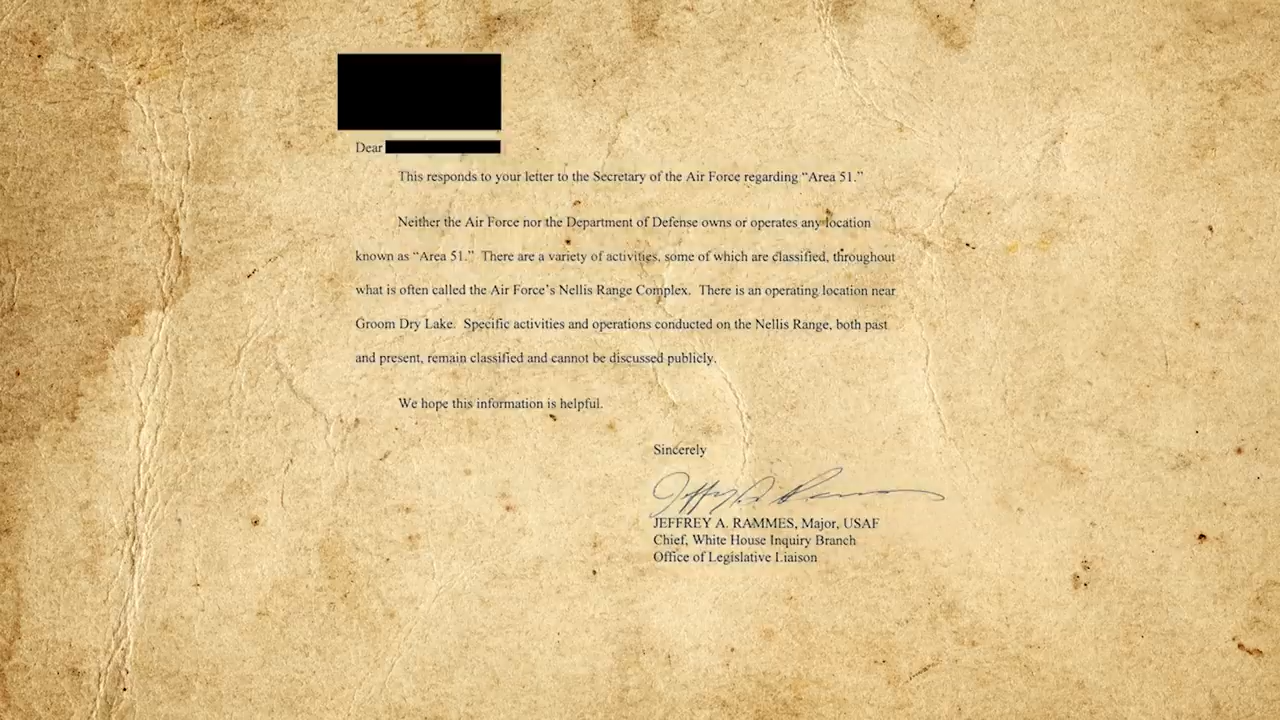 Dear
This responds to your letter to the Secretary of the Air Force regarding “Area 51.”
Neither the Air Force nor the Department of Defense owns or operates any location
known as “Area 51.”  There are a variety of activities, some of which are classified, throughout
what is often called the Air Force’s Nellis Range Complex.  There is an operating location near
Groom Dry Lake.  Specific activities and operations conducted on the Nellis Range, both past
and present, remain classified and cannot be discussed publicly.
We hope this information is helpful.
Sincerely
JEFFREY A. RAMMES, Major, USAF
Chief, White House Inquiry Branch
Office of Legislative Liaison